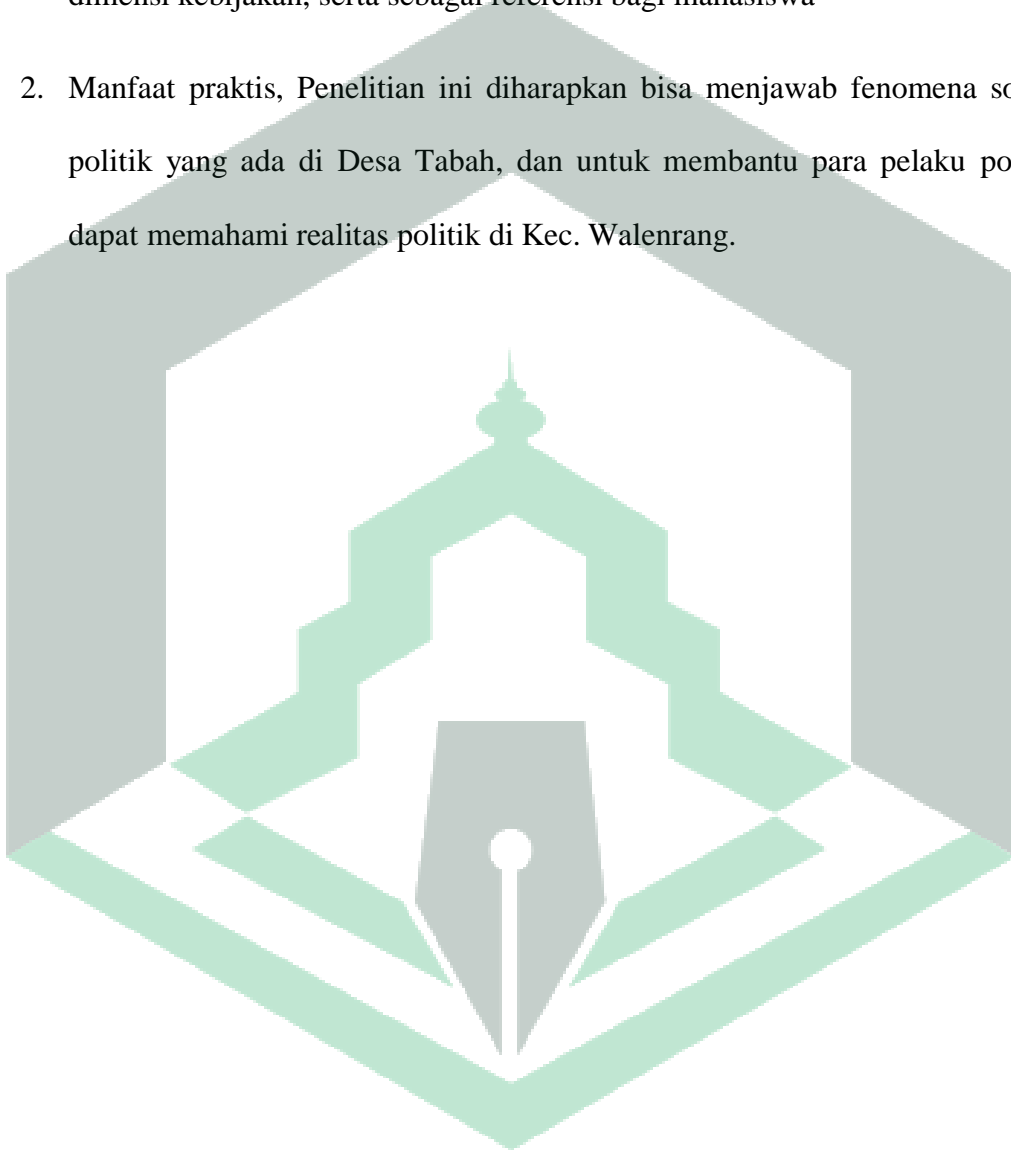 dimensi kebijakan, serta sebagai referensi bagi mahasiswa
2. Manfaat praktis, Penelitian ini diharapkan bisa menjawab fenomena
politik yang ada di Desa Tabah, dan untuk membantu para pelaku
dapat memahami realitas politik di Kec. Walenrang.